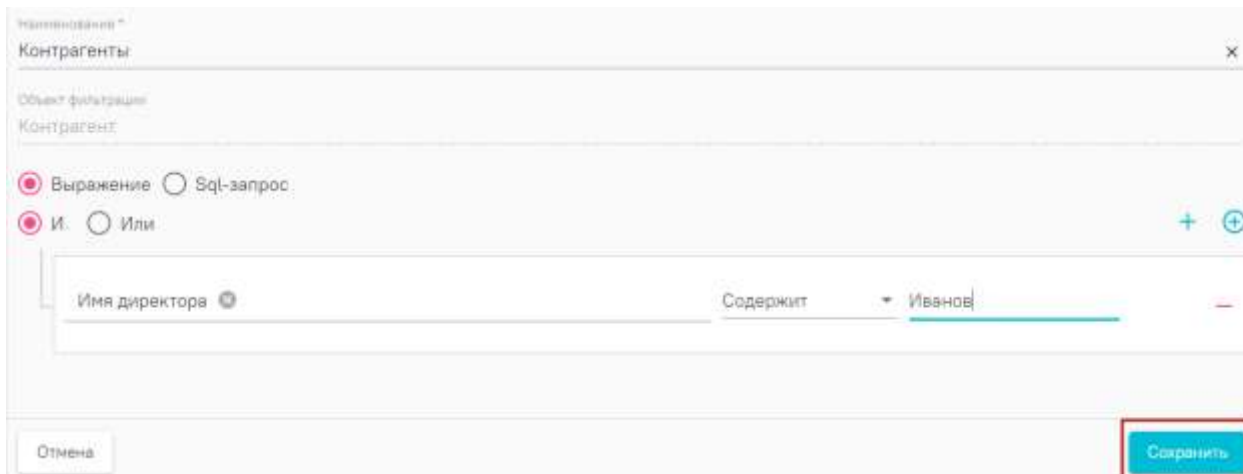 Наименование *
Контрагенты
Объект фильтрации
Контрагент
Выражение Sql-запрос
И Или
Имя директора Содержит Иванов
Отмена Сохранить